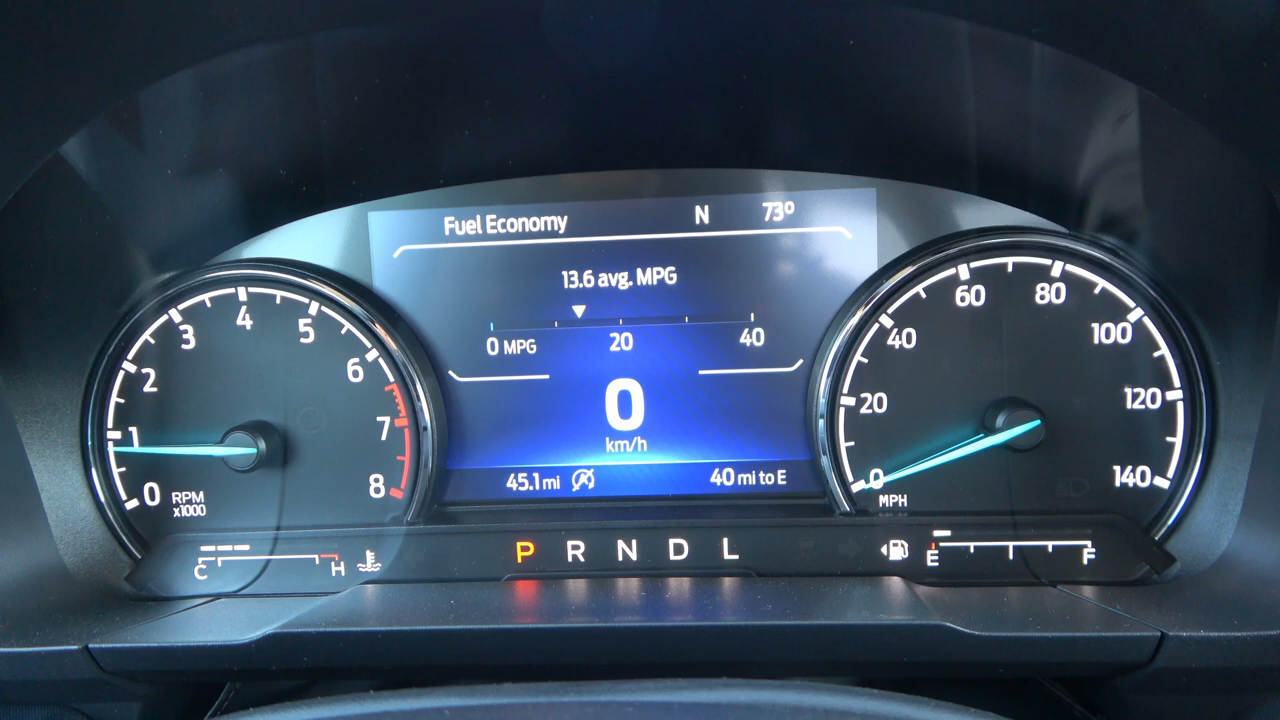 Fuel Economy N 73º
13.6 avg. MPG
0 MPG 20 40
0
km/h
45.1 mi 40 mi to E
0 1 2 3 4 5 6 7 8
RPM
x1000
0 20 40 60 80 100 120 140
MPH
C H
P R N D L
E F